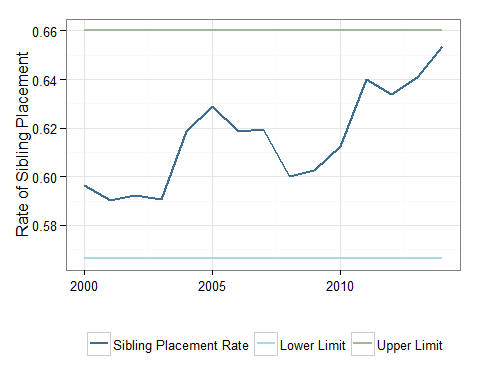 Rate of Sibling Placement
0.66
0.64
0.62
0.60
0.58
2000 2005 2010
Sibling Placement Rate Lower Limit Upper Limit